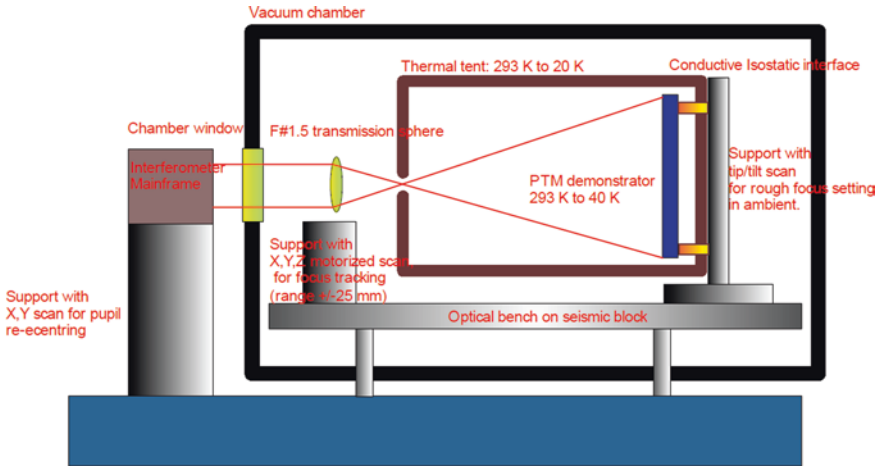 Vacuum chamber
Thermal tent: 293 K to 20 K
Conductive Isostatic interface
Chamber window
F#1.5 transmission sphere
Interferometer
Mainframe
PTM demonstrator
293 K to 40 K
Support with
tip/tilt scan
for rough focus setting
in ambient.
Support with
X,Y,Z motorized scan
for focus tracking
(range +/-25 mm)
Support with
X,Y scan for pupil
re-ecentring
Optical bench on seismic block